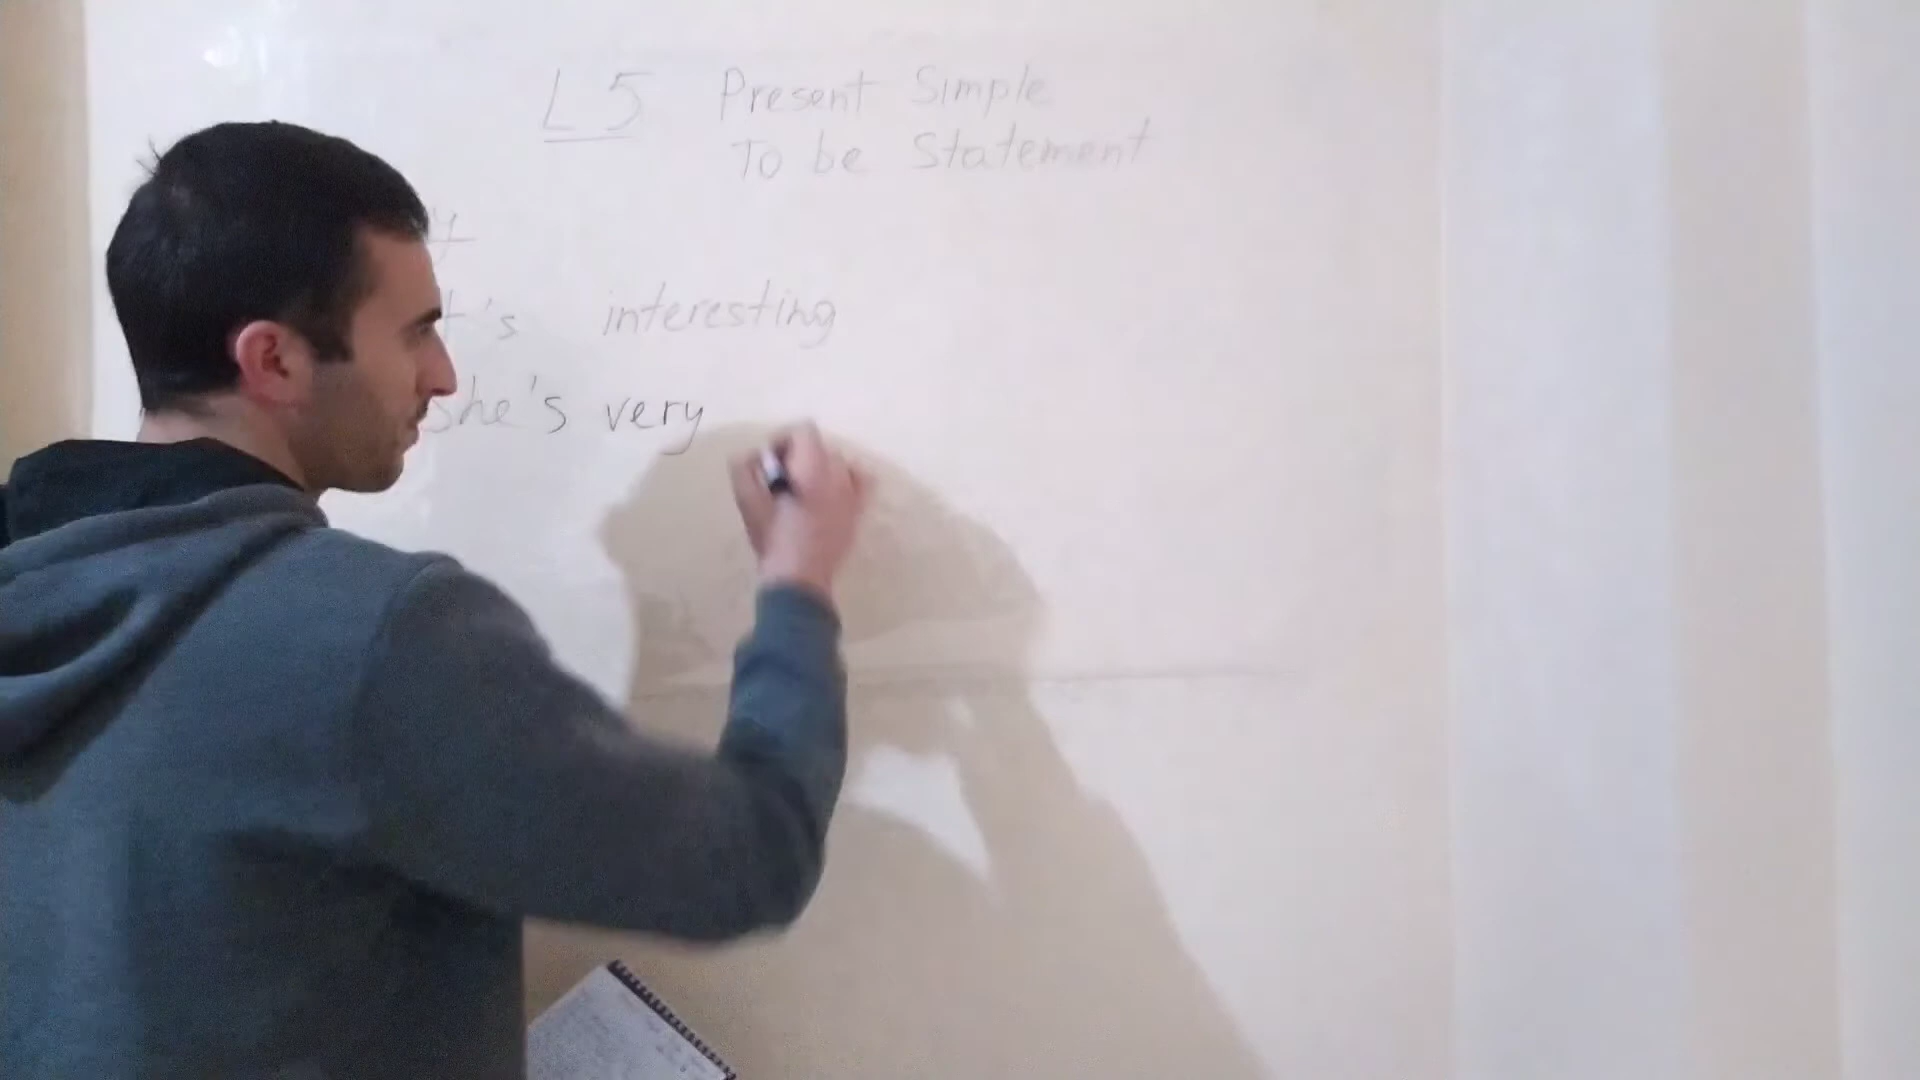 L5 Present Simple
To be Statement
y
t's interesting
she's very